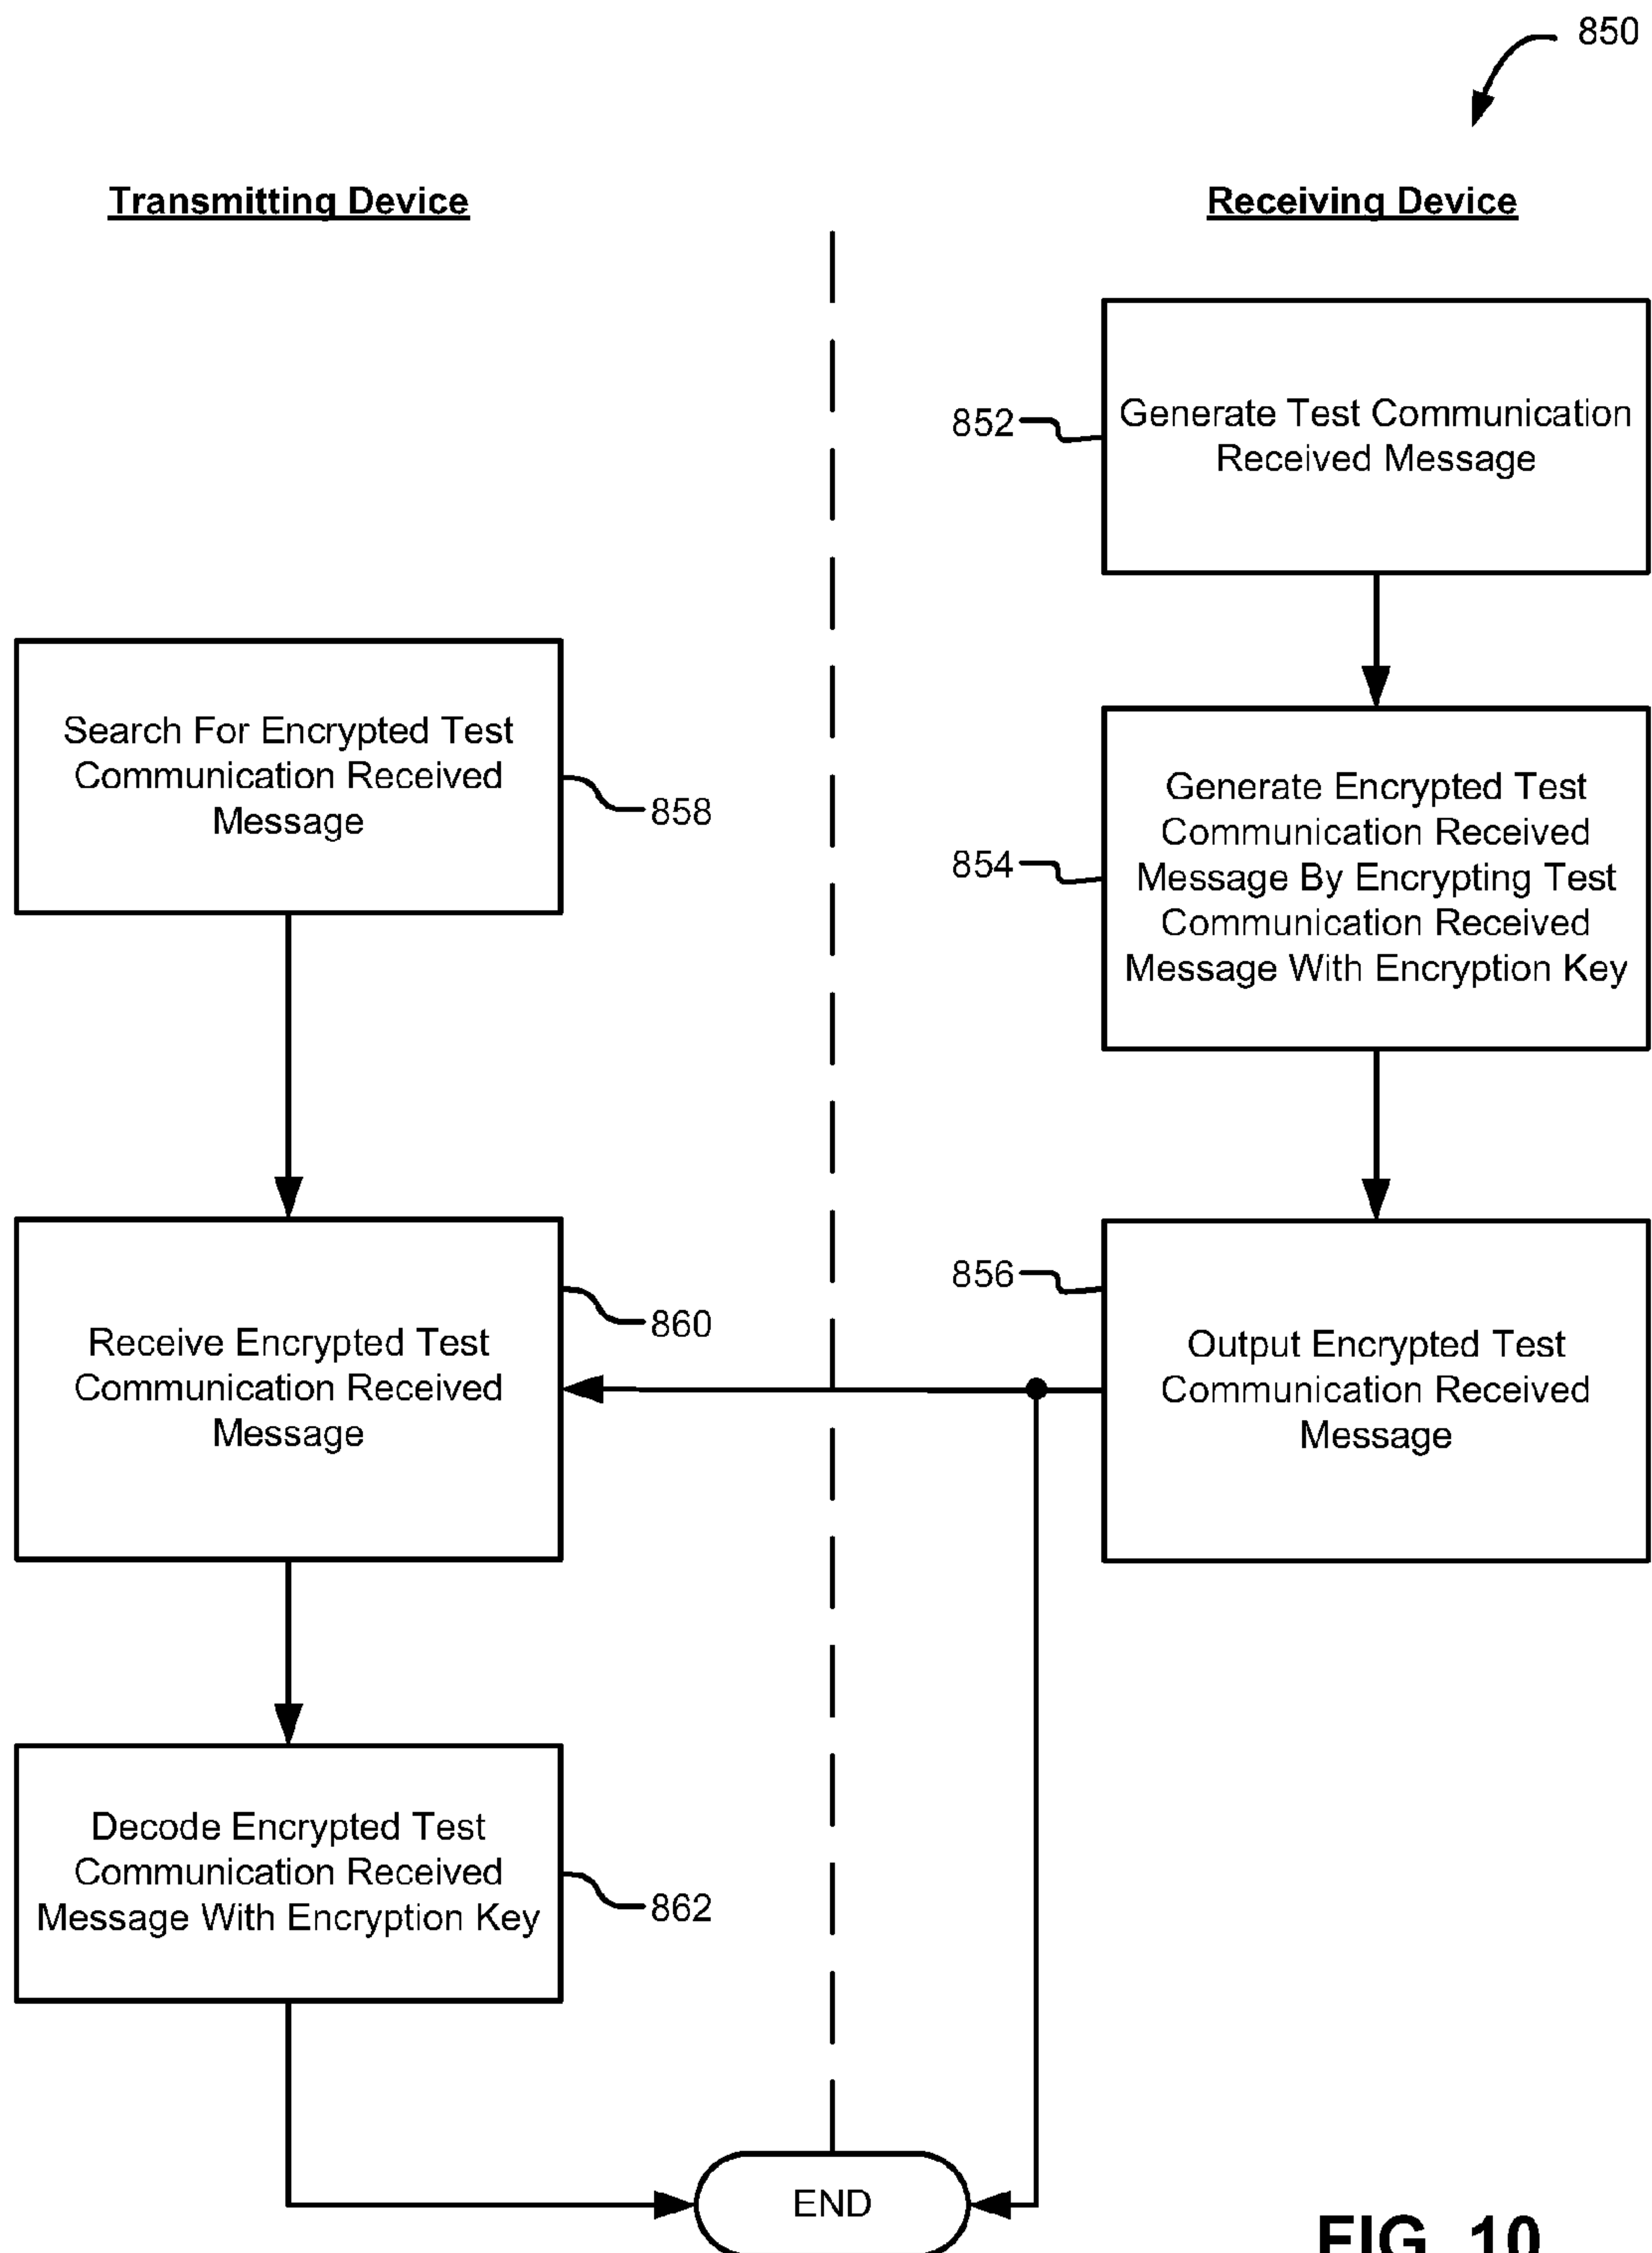 850
Transmitting Device
Receiving Device
852
Generate Test Communication
Received Message
Search For Encrypted Test
Communication Received
Message
858
854
Generate Encrypted Test
Communication Received
Message By Encrypting Test
Communication Received
Message With Encryption Key
Receive Encrypted Test
Communication Received
Message
860
856
Output Encrypted Test
Communication Received
Message
Decode Encrypted Test
Communication Received
Message With Encryption Key
862
END
FIG. 10